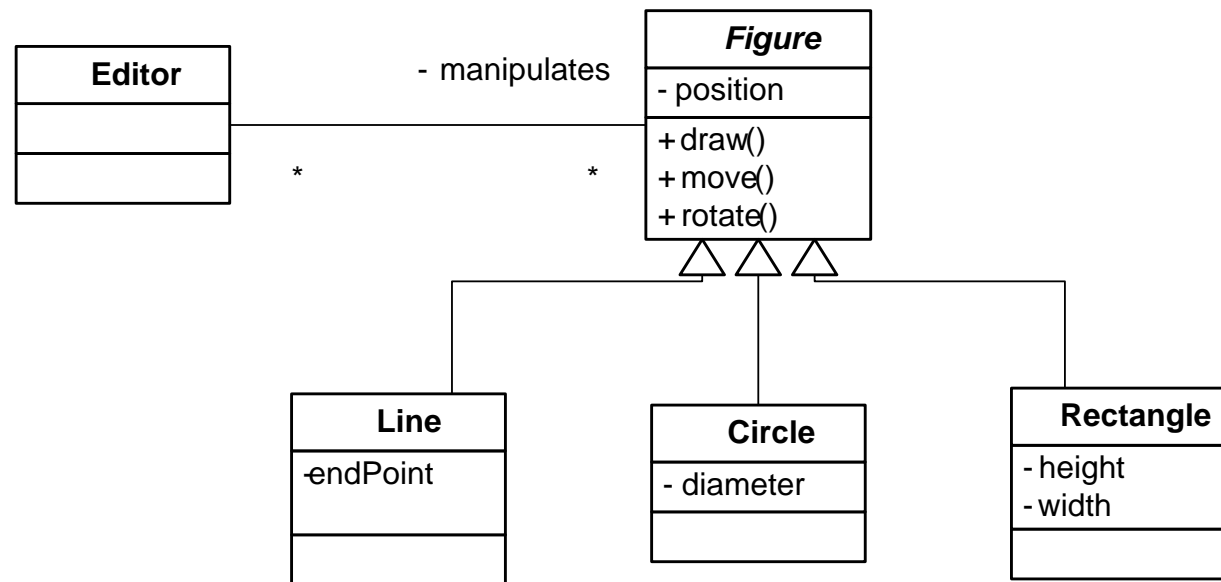 Editor
- manipulates
*
*
Figure
- position
+ draw()
+ move()
+ rotate()
Line
-endPoint
Circle
- diameter
Rectangle
- height
- width